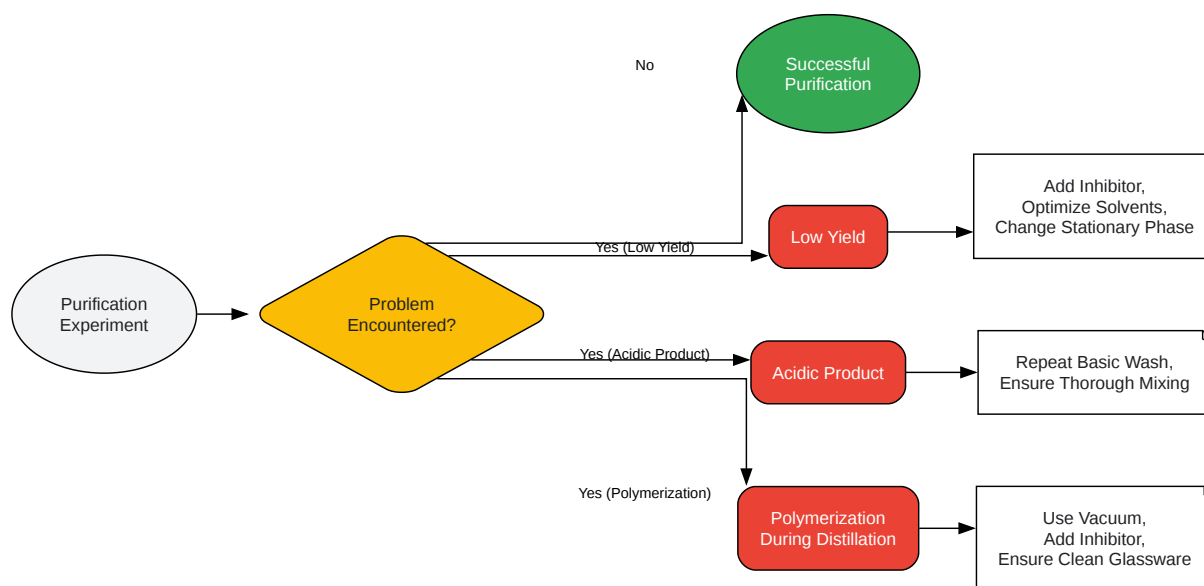 No
Successful
Purification
Add Inhibitor,
Optimize Solvents,
Change Stationary Phase
Yes (Low Yield)
Low Yield
Purification
Experiment
Problem
Encountered?
Yes (Acidic Product)
Acidic Product
Repeat Basic Wash,
Ensure Thorough Mixing
Yes (Polymerization)
Polymerization
During Distillation
Use Vacuum,
Add Inhibitor,
Ensure Clean Glassware